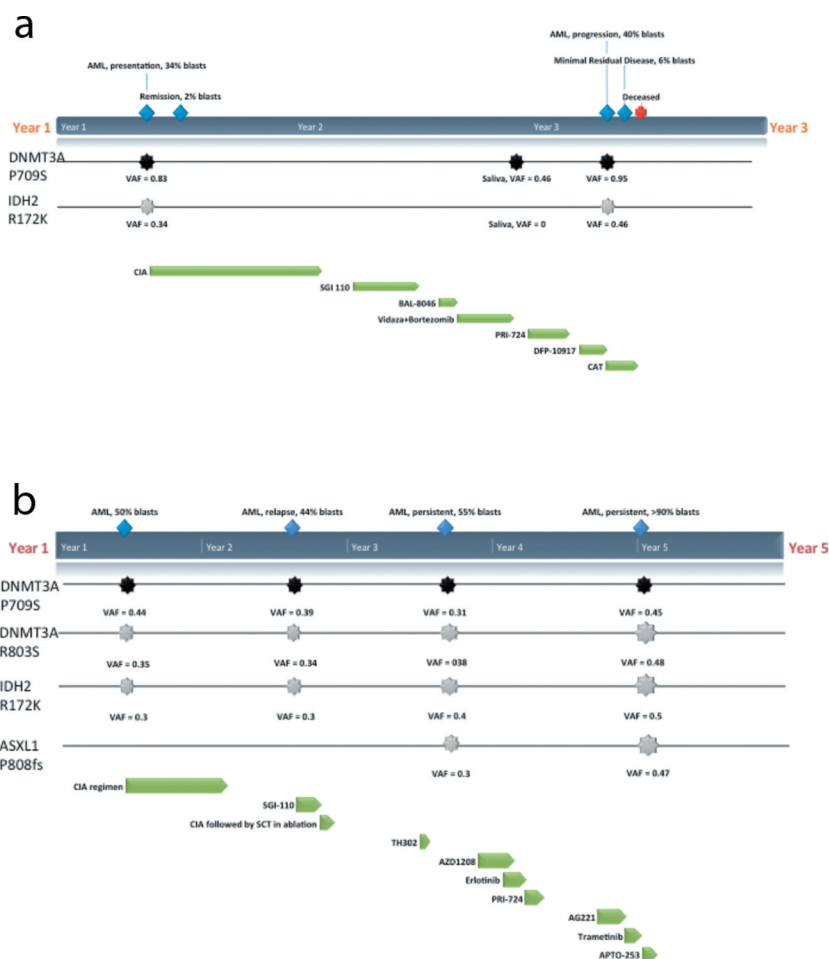 a
AML, progression, 40% blasts
AML, presentation, 34% blasts
Minimal Residual Disease, 6% blasts
Remission, 2% blasts
Deceased
Year 1
Year 1
Year 2
Year 3
Year 3
DNMT3A
P709S
VAF = 0.83
Saliva, VAF = 0.46
VAF = 0.95
IDH2
R172K
VAF = 0.34
Saliva, VAF = 0
VAF = 0.46
CIA
SGI 110
BAL-8046
Vidaza+Bortezomib
PRI-724
DFP-10917
CAT
b
AML, 50% blasts
AML, relapse, 44% blasts
AML, persistent, 55% blasts
AML, persistent, >90% blasts
Year 1
Year 1
Year 2
Year 3
Year 4
Year 5
Year 5
DNMT3A
P709S
VAF = 0.44
VAF = 0.39
VAF = 0.31
VAF = 0.45
DNMT3A
R803S
VAF = 0.35
VAF = 0.34
VAF = 038
VAF = 0.48
IDH2
R172K
VAF = 0.3
VAF = 0.3
VAF = 0.4
VAF = 0.5
ASXL1
P808fs
VAF = 0.3
VAF = 0.47
CIA regimen
SGI-110
CIA followed by SCT in ablation
TH302
AZD1208
Erlotinib
PRI-724
AG221
Trametinib
APTO-253